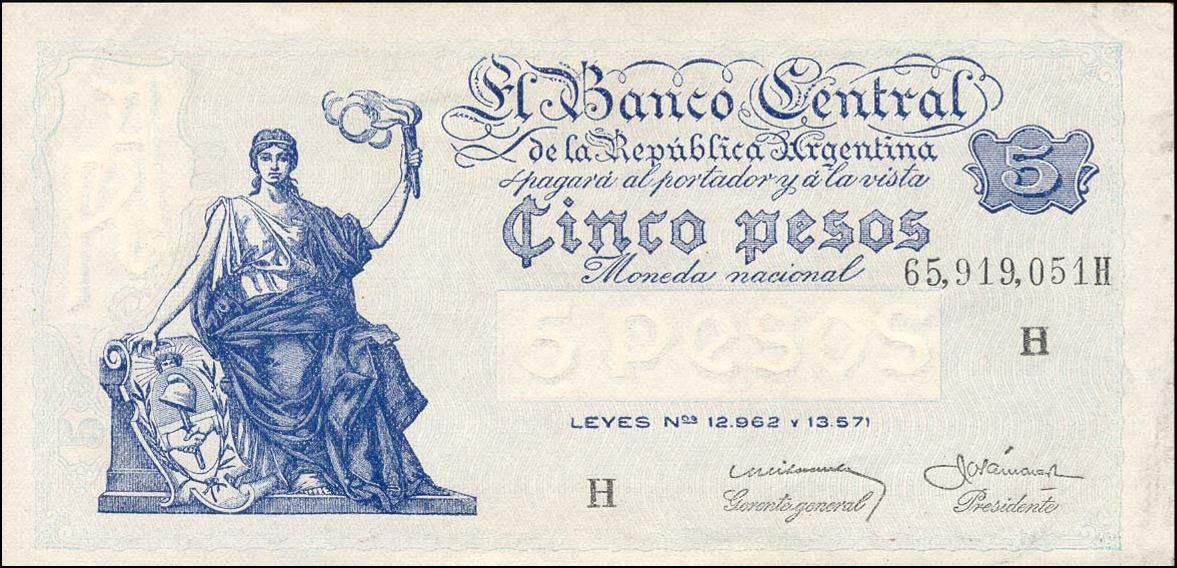 El Banco Central
de la República Argentina
pagará al portador y á la vista
5
Cinco pesos
Moneda nacional
65,919,051H
5 pesos
H
LEYES Nos 12.962 y 13.571
H
Gerente general
Presidente